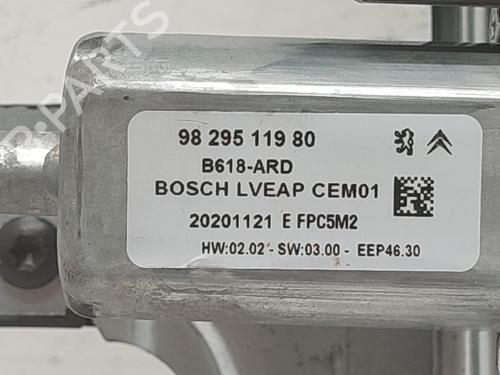 B-PARTS
98 295 119 80
B618-ARD
BOSCH LVEAP CEM01
20201121 E FPC5M2
HW:02.02 - SW:03.00 - EEP46.30